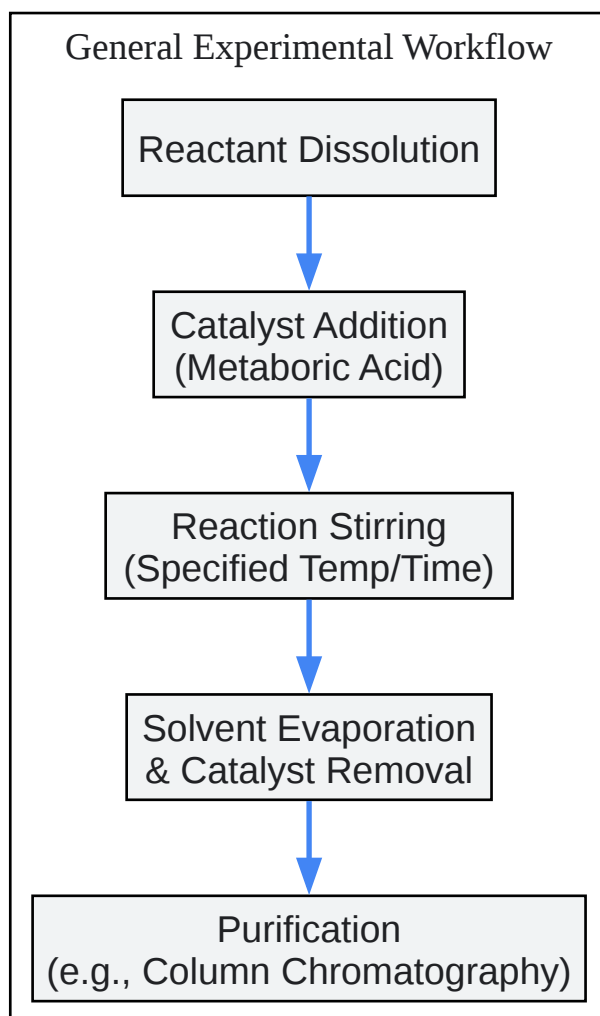 General Experimental Workflow
Reactant Dissolution
Catalyst Addition
(Metaboric Acid)
Reaction Stirring
(Specified Temp/Time)
Solvent Evaporation
& Catalyst Removal
Purification
(e.g., Column Chromatography)